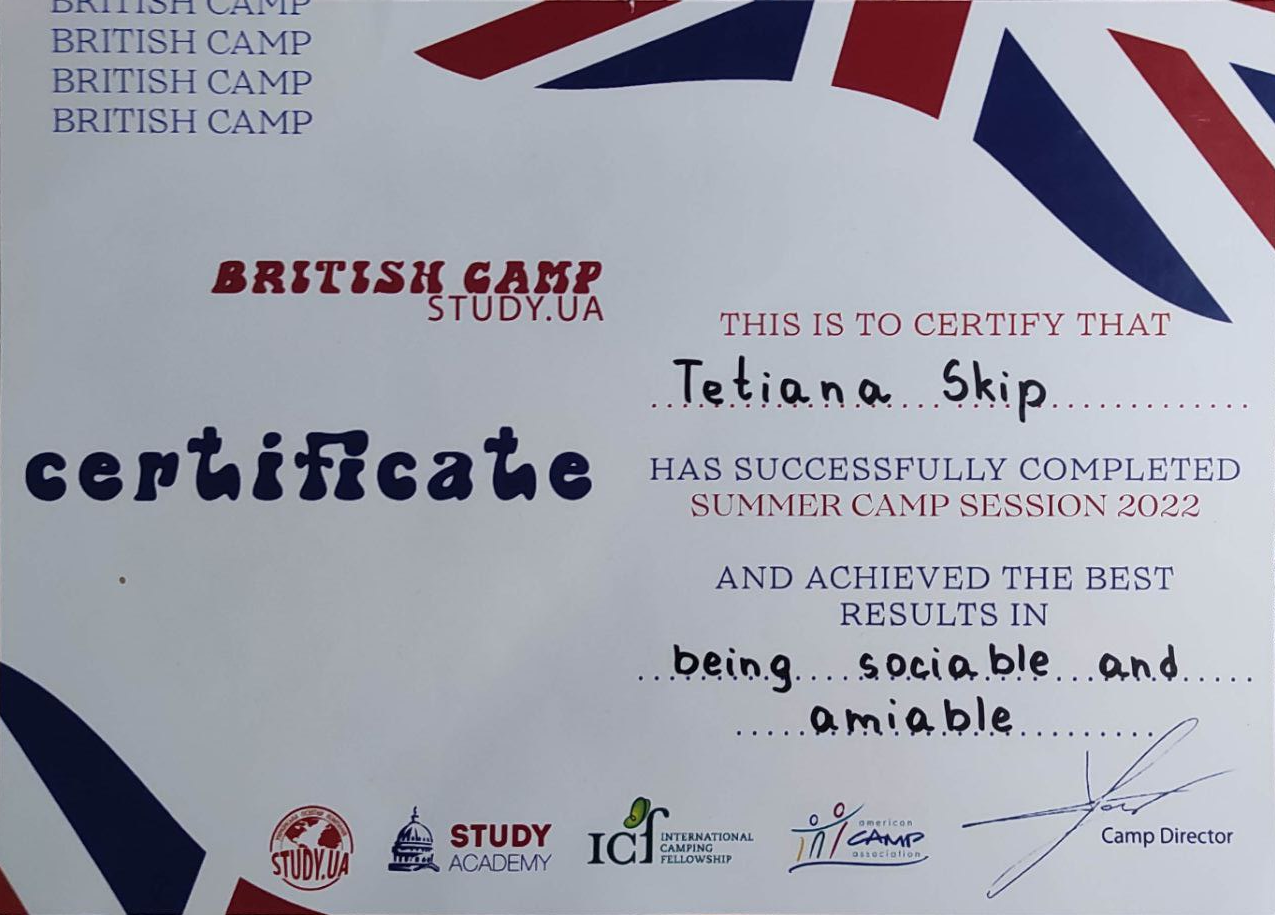 BRITISH CAMP
BRITISH CAMP
BRITISH CAMP
BRITISH CAMP
BRITISH CAMP
STUDY.UA
certificate
THIS IS TO CERTIFY THAT
Tetiana Skip
HAS SUCCESSFULLY COMPLETED
SUMMER CAMP SESSION 2022
AND ACHIEVED THE BEST
RESULTS IN
being sociable and
amiable
STUDY.UA
STUDY
ACADEMY
ICF
INTERNATIONAL
CAMPING
FELLOWSHIP
american
CAMP
association
Camp Director